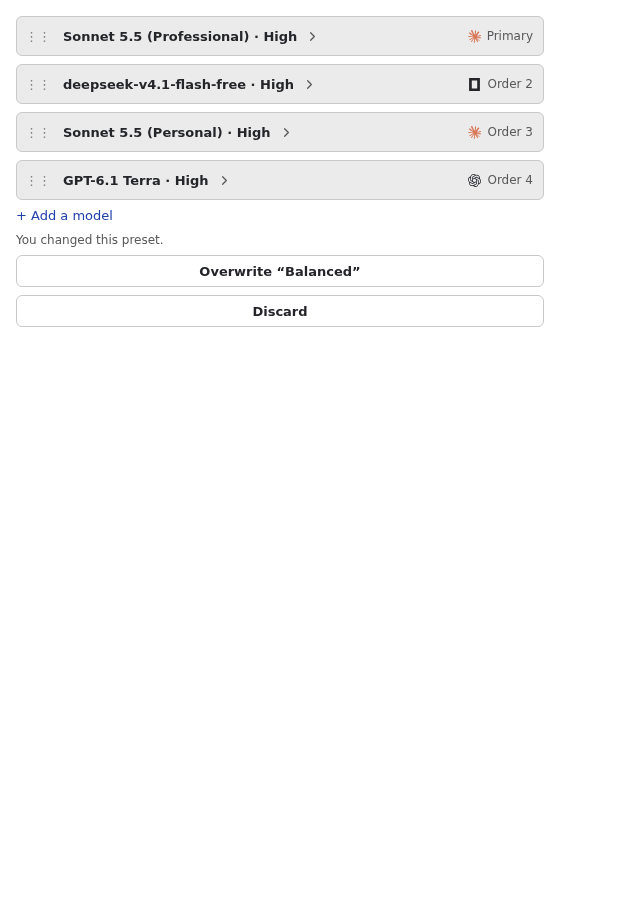 Sonnet 5.5 (Professional) · High
Primary
deepseek-v4.1-flash-free · High
Order 2
Sonnet 5.5 (Personal) · High
Order 3
GPT-6.1 Terra · High
Order 4
+ Add a model
You changed this preset.
Overwrite “Balanced”
Discard